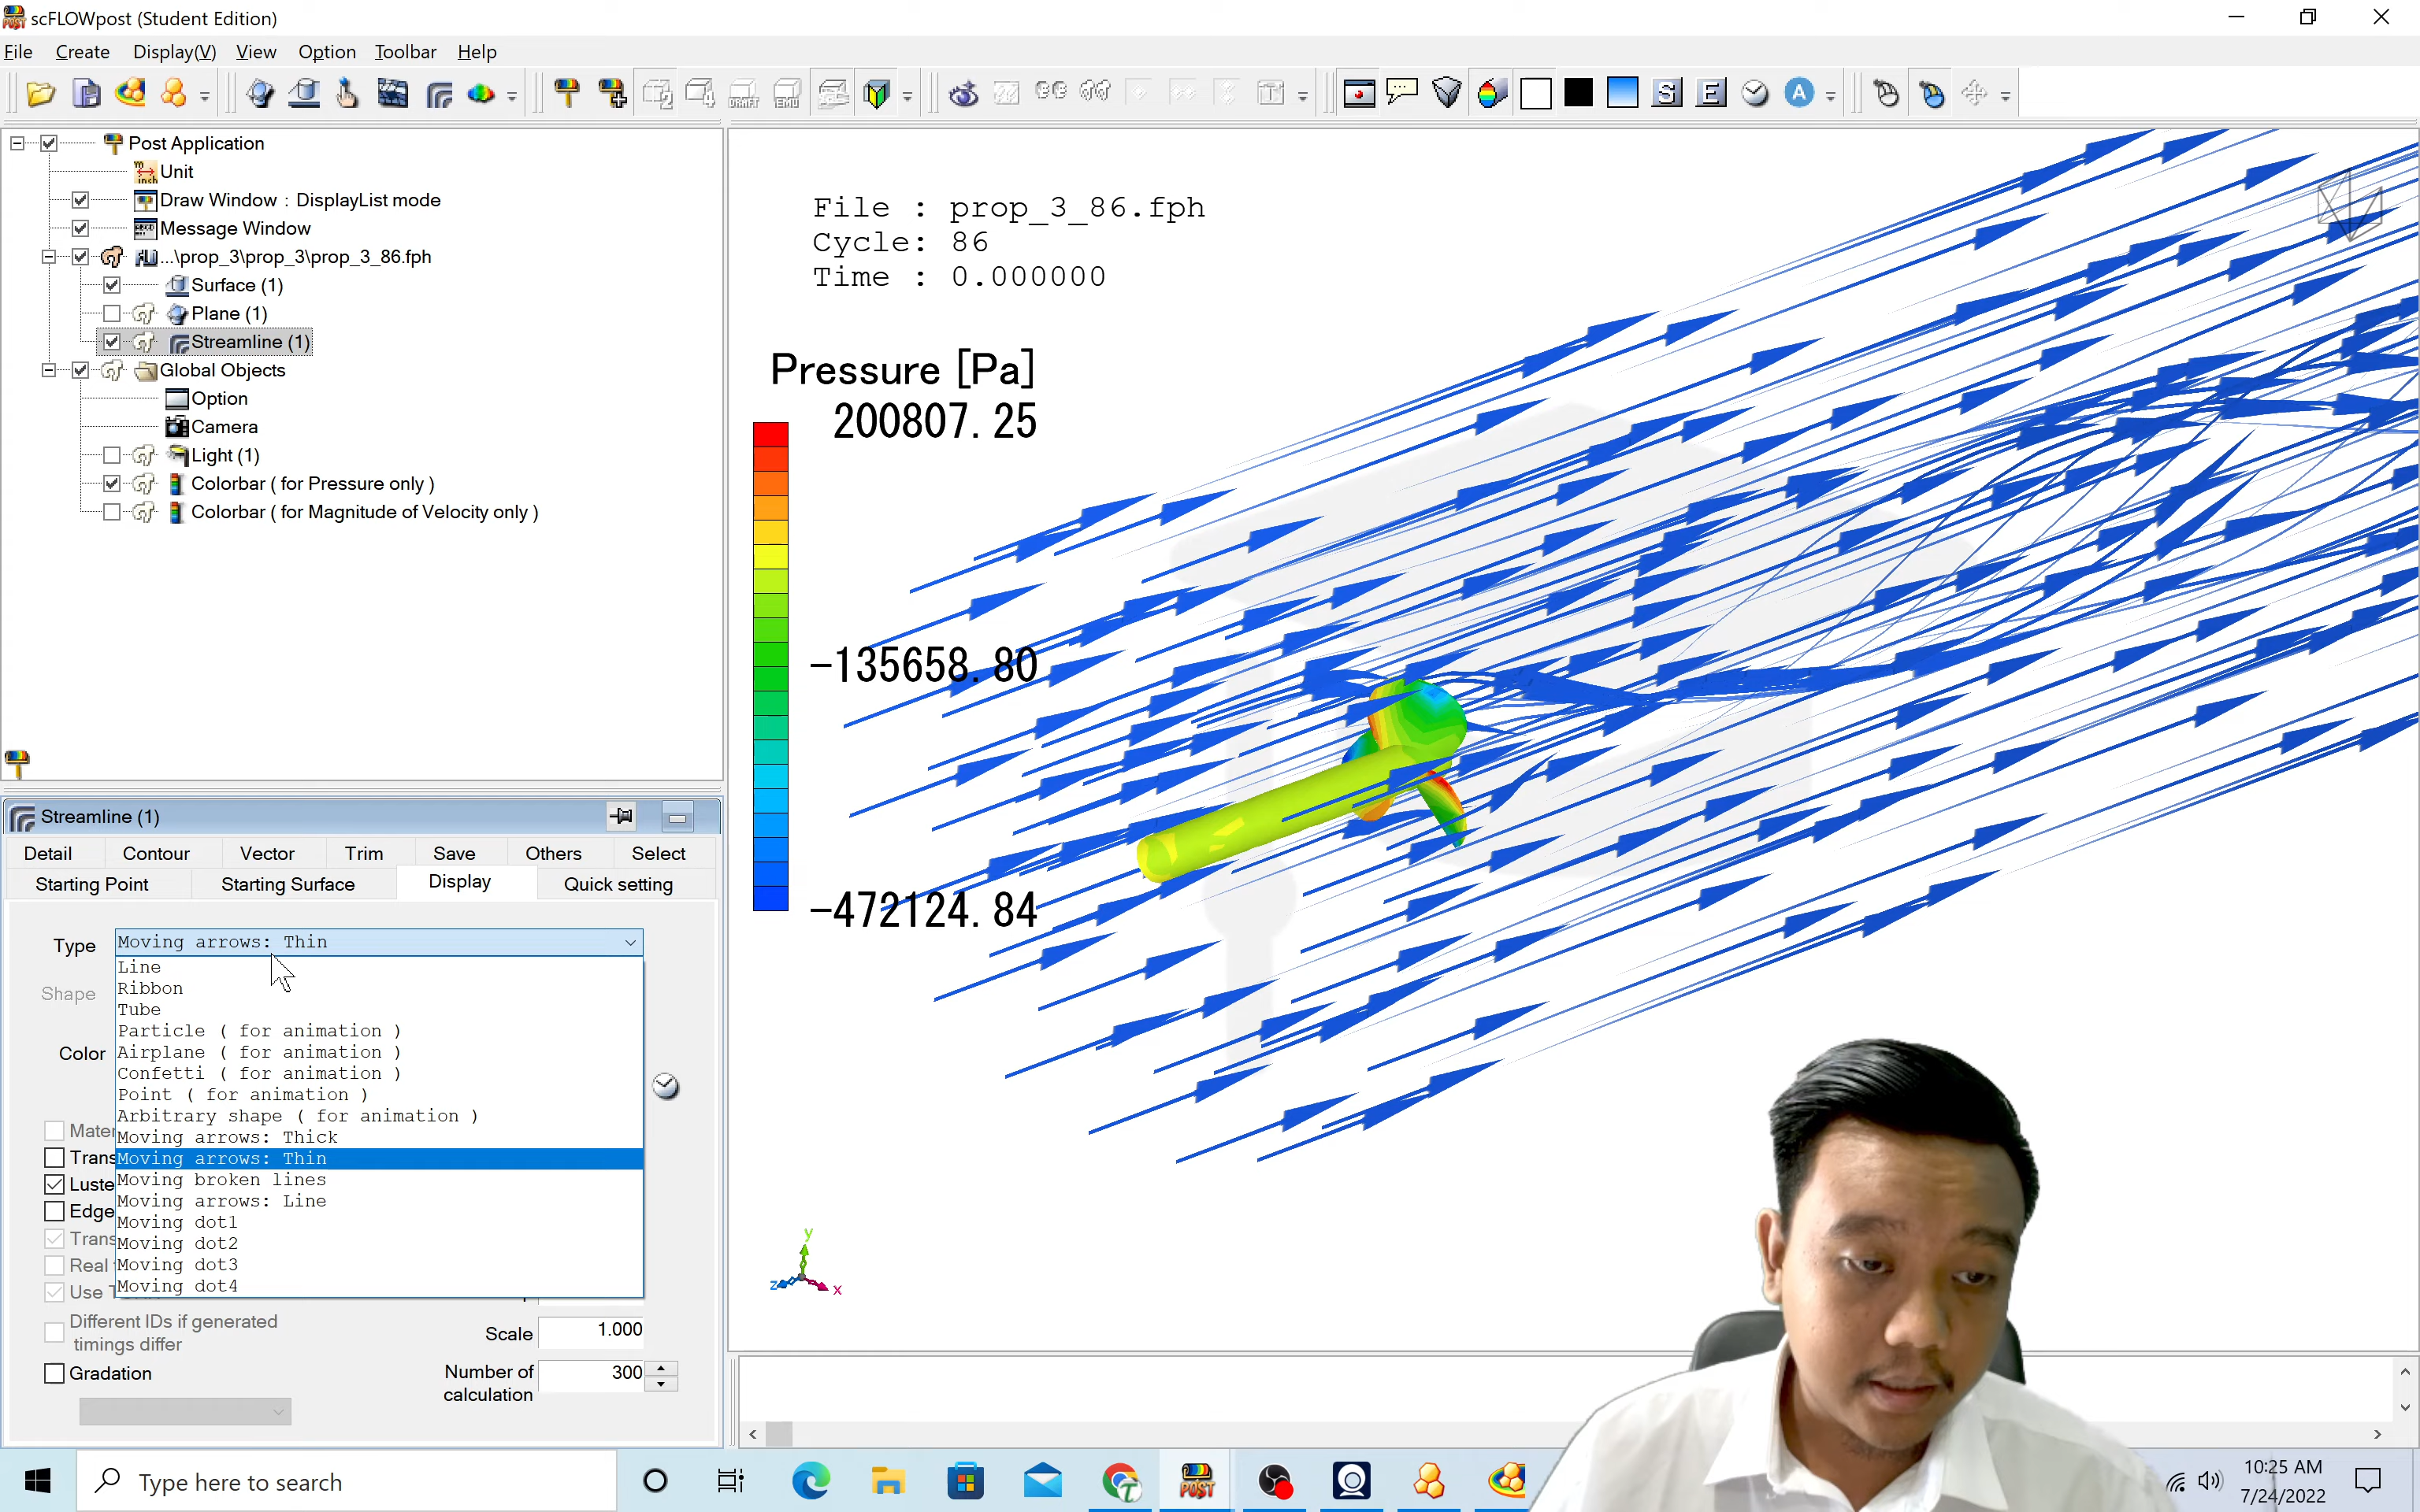 scFLOWpost (Student Edition)
File Create Display(V) View Option Toolbar Help
Post Application
Unit
Draw Window : DisplayList mode
Message Window
...\prop_3\prop_3\prop_3_86.fph
Surface (1)
Plane (1)
Streamline (1)
Global Objects
Option
Camera
Light (1)
Colorbar ( for Pressure only )
Colorbar ( for Magnitude of Velocity only )
File : prop_3_86.fph
Cycle: 86
Time : 0.000000
Pressure [Pa]
200807.25
-135658.80
-472124.84
y
z
x
Streamline (1)
Detail Contour Vector Trim Save Others Select
Starting Point Starting Surface Display Quick setting
Type Moving arrows: Thin
Line
Shape
Ribbon
Tube
Particle ( for animation )
Color
Airplane ( for animation )
Confetti ( for animation )
Point ( for animation )
Arbitrary shape ( for animation )
Moving arrows: Thick
Moving arrows: Thin
Moving broken lines
Moving arrows: Line
Moving dot1
Moving dot2
Moving dot3
Moving dot4
Different IDs if generated
timings differ
Scale 1.000
Gradation
Number of
calculation
300
Type here to search
POST
10:25 AM
7/24/2022